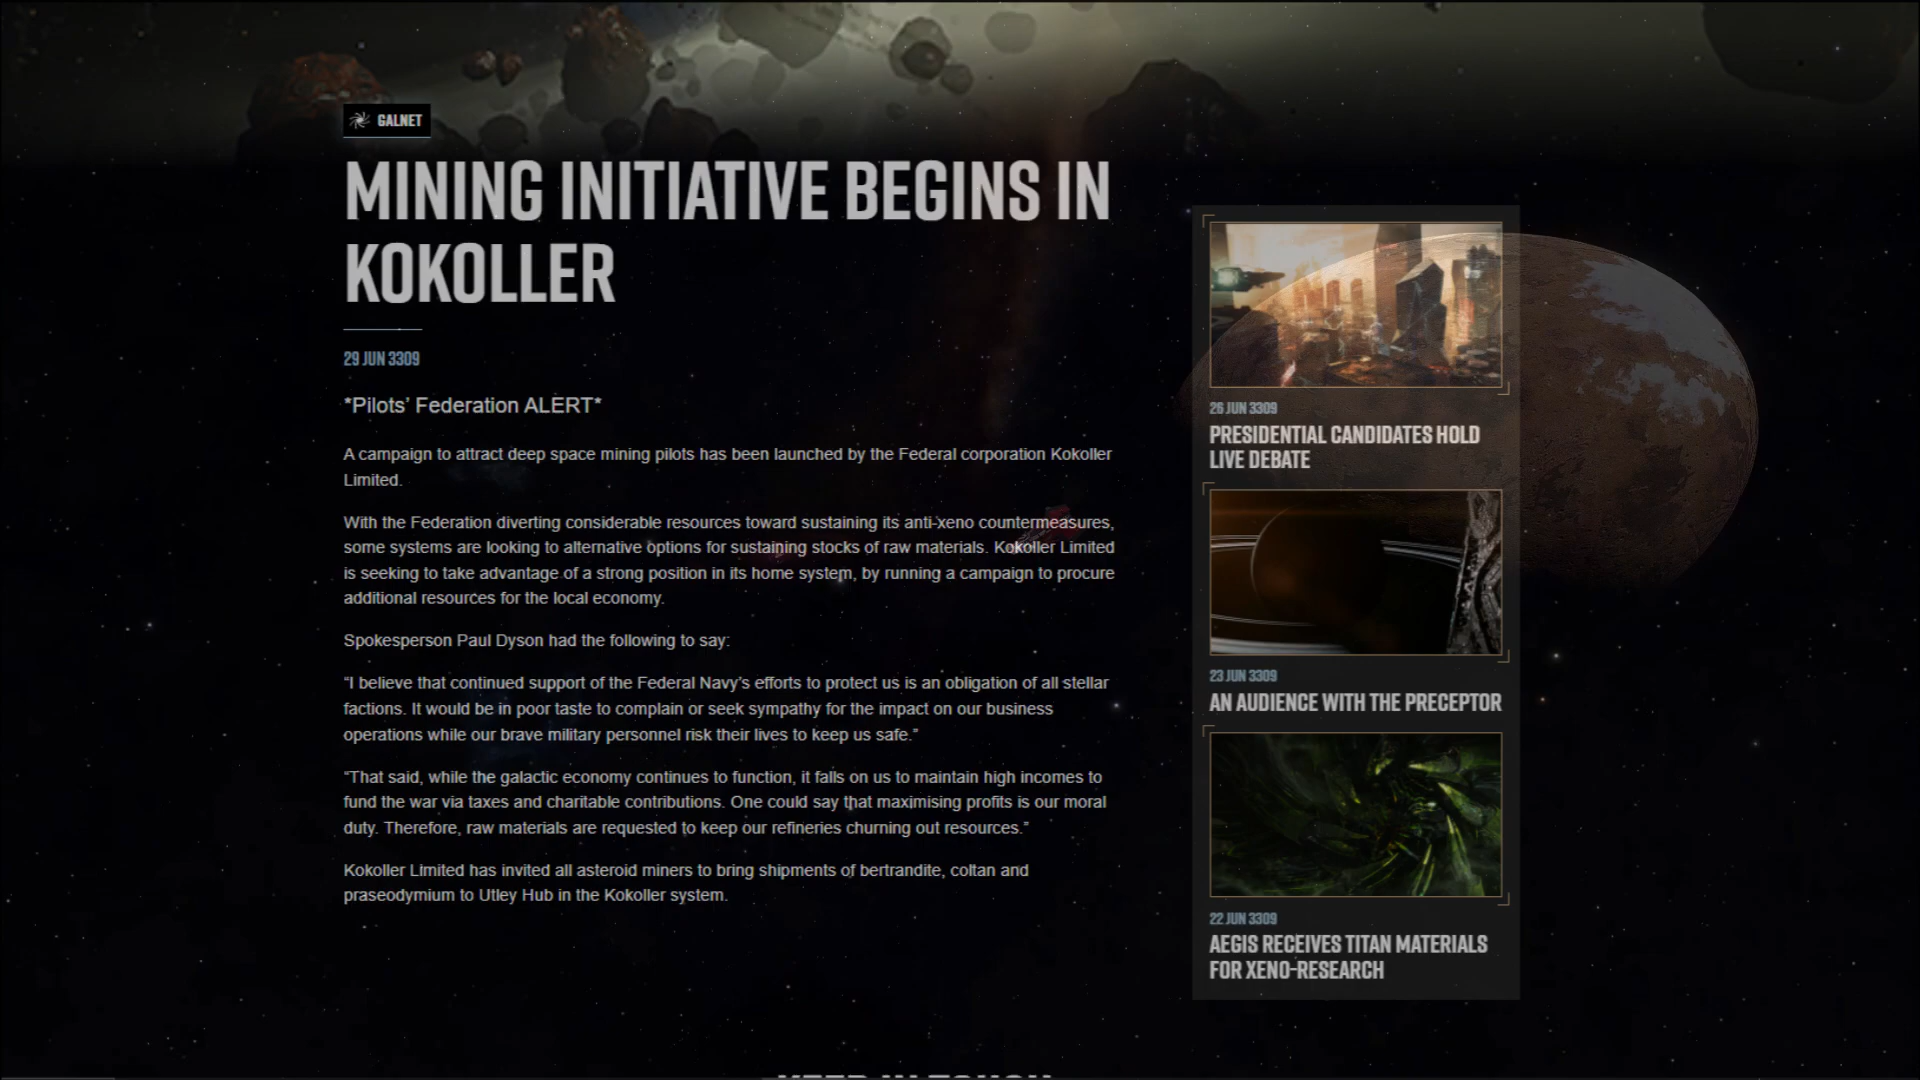 GALNET
MINING INITIATIVE BEGINS IN
KOKOLLER
29 JUN 3309
*Pilots’ Federation ALERT*
A campaign to attract deep space mining pilots has been launched by the Federal corporation Kokoller
Limited.
With the Federation diverting considerable resources toward sustaining its anti-xeno countermeasures,
some systems are looking to alternative options for sustaining stocks of raw materials. Kokoller Limited
is seeking to take advantage of a strong position in its home system, by running a campaign to procure
additional resources for the local economy.
Spokesperson Paul Dyson had the following to say:
“I believe that continued support of the Federal Navy’s efforts to protect us is an obligation of all stellar
factions. It would be in poor taste to complain or seek sympathy for the impact on our business
operations while our brave military personnel risk their lives to keep us safe.”
“That said, while the galactic economy continues to function, it falls on us to maintain high incomes to
fund the war via taxes and charitable contributions. One could say that maximising profits is our moral
duty. Therefore, raw materials are requested to keep our refineries churning out resources.”
Kokoller Limited has invited all asteroid miners to bring shipments of bertrandite, coltan and
praseodymium to Utley Hub in the Kokoller system.
26 JUN 3309
PRESIDENTIAL CANDIDATES HOLD
LIVE DEBATE
23 JUN 3309
AN AUDIENCE WITH THE PRECEPTOR
22 JUN 3309
AEGIS RECEIVES TITAN MATERIALS
FOR XENO-RESEARCH